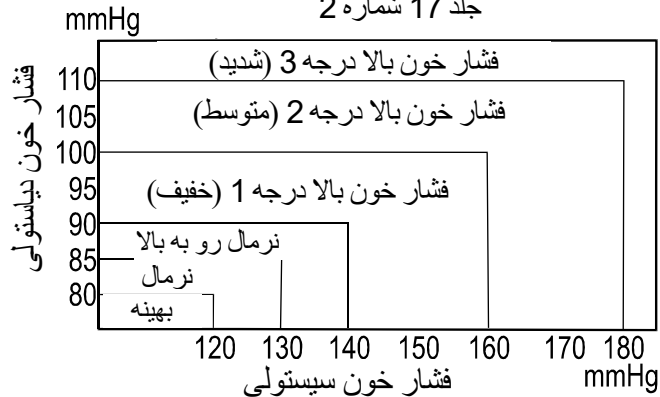 جلد 17 شماره 2
mmHg
فشار خون دیاستولی
110
105
100
95
90
85
80
فشار خون بالا درجه 3 (شدید)
فشار خون بالا درجه 2 (متوسط)
فشار خون بالا درجه 1 (خفیف)
نرمال رو به بالا
نرمال
بهینه
120 130 140 150 160 170 180
mmHg
فشار خون سیستولی